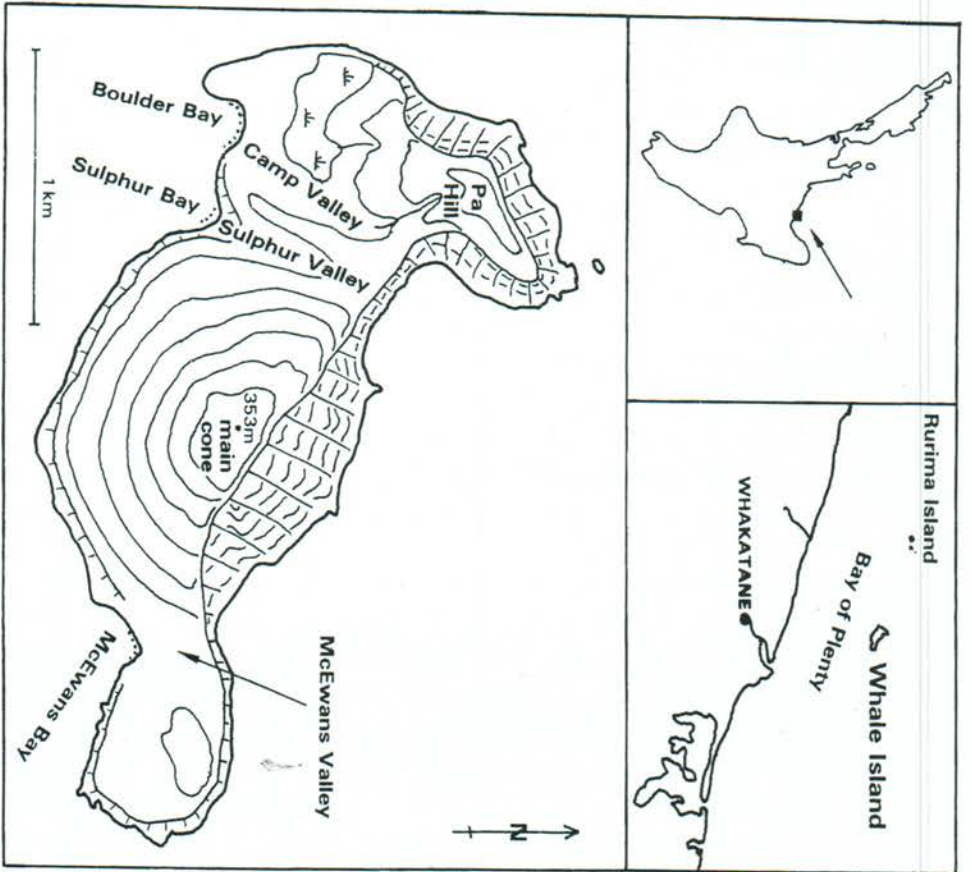 Rurima Island
Whale Island
Bay of Plenty
WHAKATANE
Pa
Hill
Camp Valley
Boulder Bay
Sulphur Bay
Sulphur Valley
353m
main
cone
McEwans Valley
McEwans Bay
1 km
N